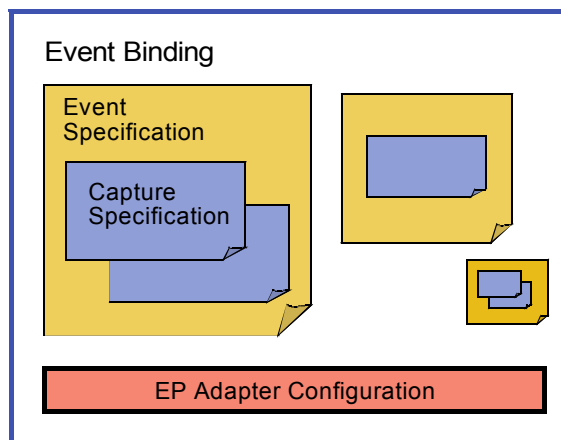 Event Binding
Event
Specification
Capture
Specification
EP Adapter Configuration